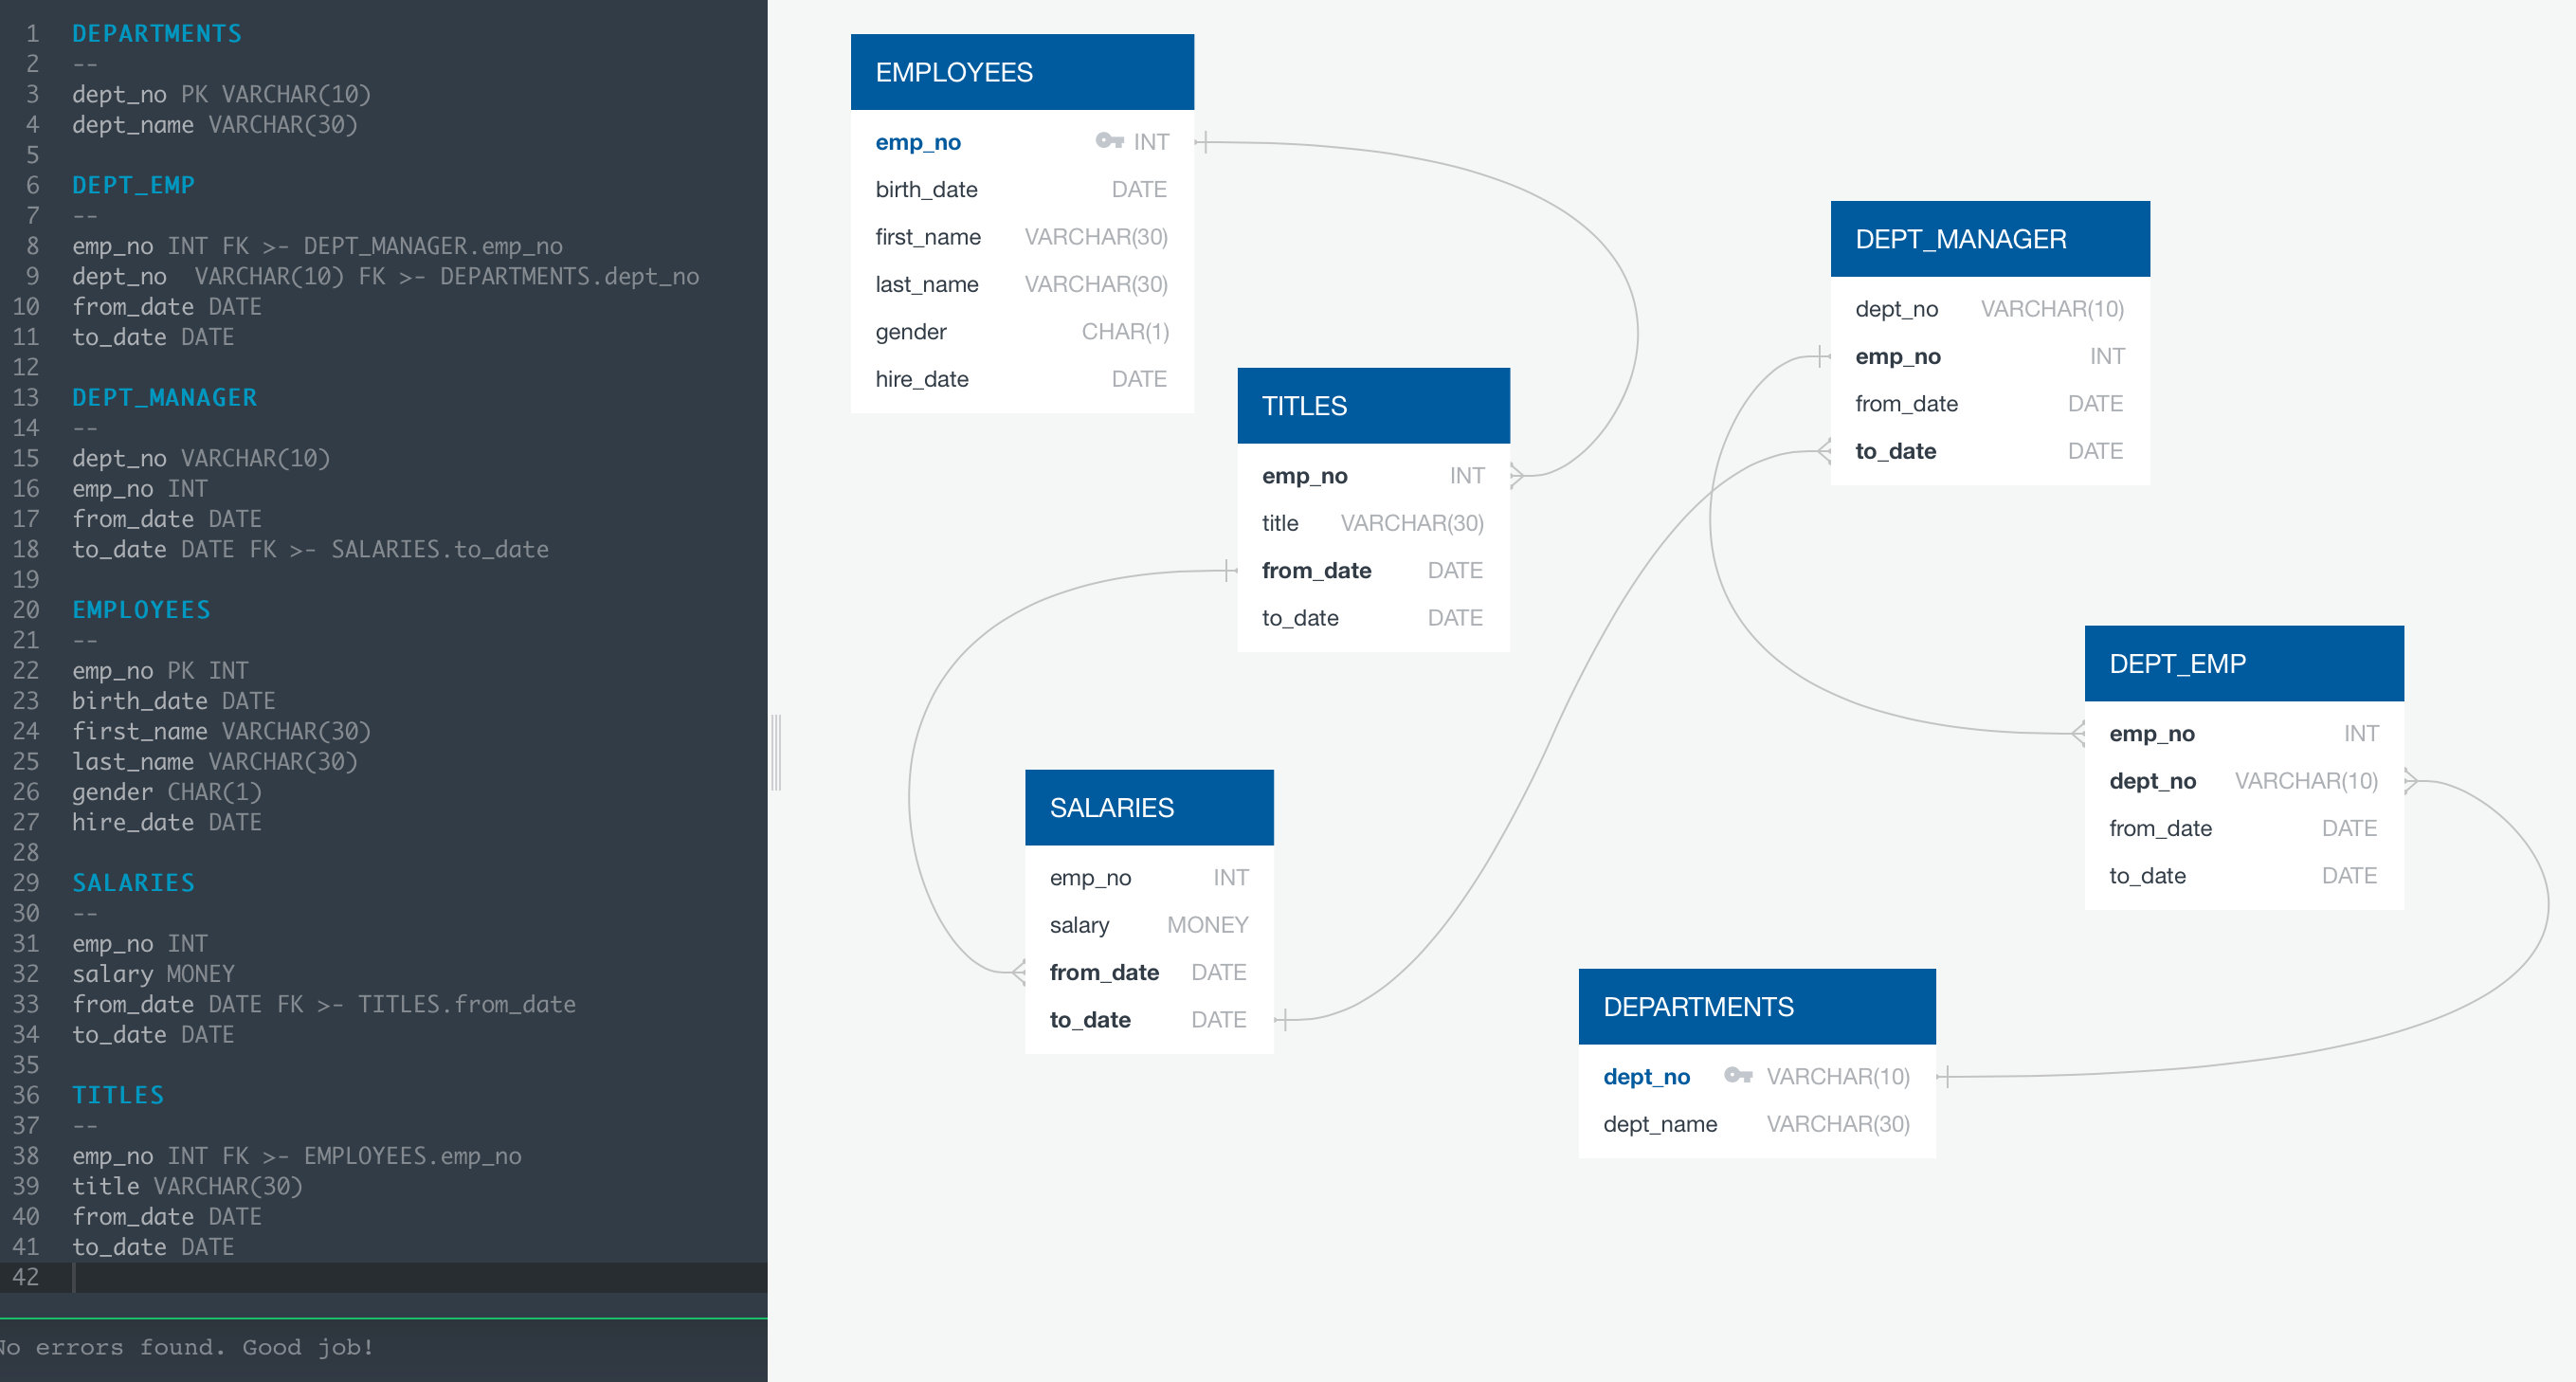 1 DEPARTMENTS
2 --
3 dept_no PK VARCHAR(10)
4 dept_name VARCHAR(30)
5
6 DEPT_EMP
7 --
8 emp_no INT FK >- DEPT_MANAGER.emp_no
9 dept_no  VARCHAR(10) FK >- DEPARTMENTS.dept_no
10 from_date DATE
11 to_date DATE
12
13 DEPT_MANAGER
14 --
15 dept_no VARCHAR(10)
16 emp_no INT
17 from_date DATE
18 to_date DATE FK >- SALARIES.to_date
19
20 EMPLOYEES
21 --
22 emp_no PK INT
23 birth_date DATE
24 first_name VARCHAR(30)
25 last_name VARCHAR(30)
26 gender CHAR(1)
27 hire_date DATE
28
29 SALARIES
30 --
31 emp_no INT
32 salary MONEY
33 from_date DATE FK >- TITLES.from_date
34 to_date DATE
35
36 TITLES
37 --
38 emp_no INT FK >- EMPLOYEES.emp_no
39 title VARCHAR(30)
40 from_date DATE
41 to_date DATE
42
No errors found. Good job!
EMPLOYEES
emp_no INT
birth_date DATE
first_name VARCHAR(30)
last_name VARCHAR(30)
gender CHAR(1)
hire_date DATE
TITLES
emp_no INT
title VARCHAR(30)
from_date DATE
to_date DATE
DEPT_MANAGER
dept_no VARCHAR(10)
emp_no INT
from_date DATE
to_date DATE
DEPT_EMP
emp_no INT
dept_no VARCHAR(10)
from_date DATE
to_date DATE
SALARIES
emp_no INT
salary MONEY
from_date DATE
to_date DATE
DEPARTMENTS
dept_no VARCHAR(10)
dept_name VARCHAR(30)